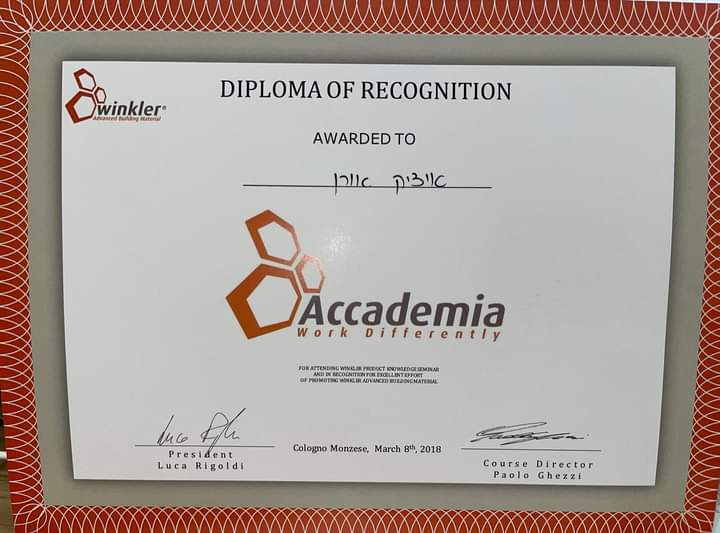 winkler®
Advanced Building Material
DIPLOMA OF RECOGNITION
AWARDED TO
איציק אורן
Accademia
Work Differently
FOR ATTENDING WINKLER PRODUCT KNOWLEDGE SEMINAR
AND IN RECOGNITION FOR EXCELLENT EFFORT
OF PROMOTING WINKLER ADVANCED BUILDING MATERIAL
President
Luca Rigoldi
Cologno Monzese, March 8th, 2018
Course Director
Paolo Ghezzi